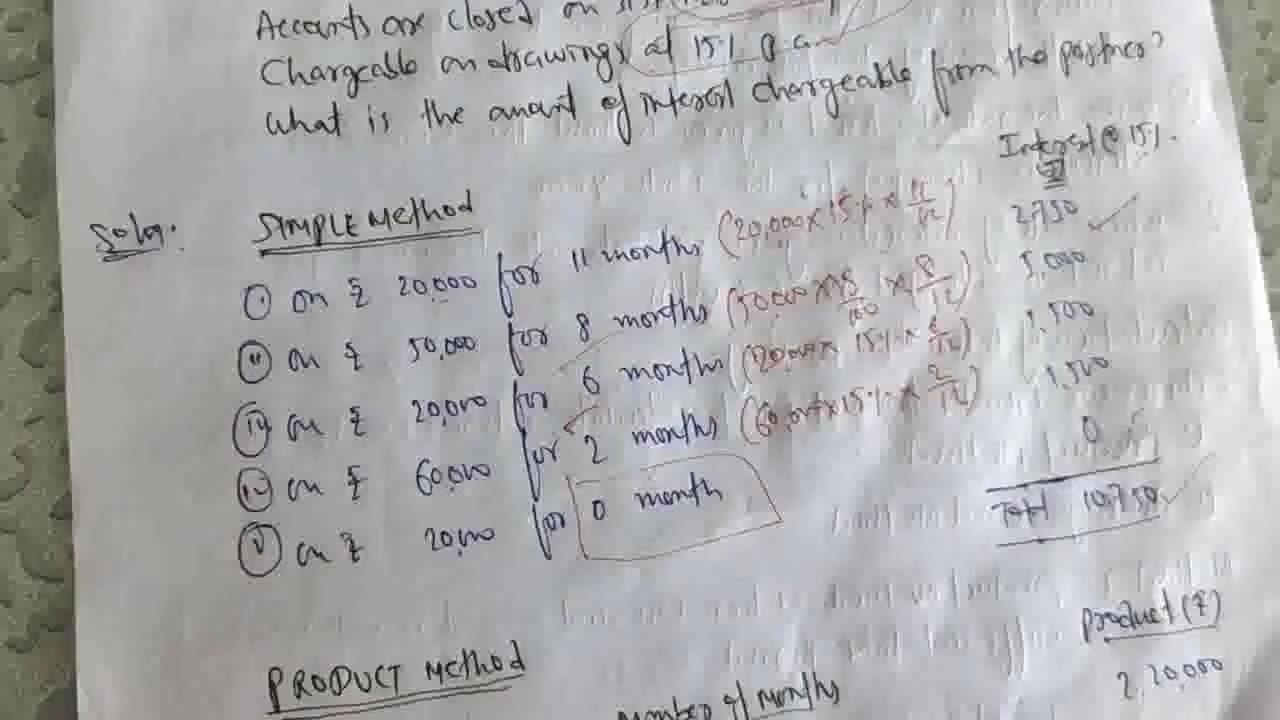 Accounts are closed on
Chargeable on drawings at 15% p.a.
What is the amount of interest chargeable from the partner?
Interest @ 15%.
₹
Soln. SIMPLE METHOD
(i) on ₹ 20,000 for 11 months (20,000 x 15% x 11/12) 2,750
(ii) on ₹ 50,000 for 8 months (50,000 x 15/100 x 8/12) 5,000
on ₹ 20,000 for 6 months (20,000 x 15% x 6/12) 1,500
(iv) on ₹ 60,000 for 2 months (60,000 x 15% x 2/12) 1,500
(v) on ₹ 20,000 for 0 month 0
Total 10,750
PRODUCT METHOD product (₹)
Number of months 2,20,000